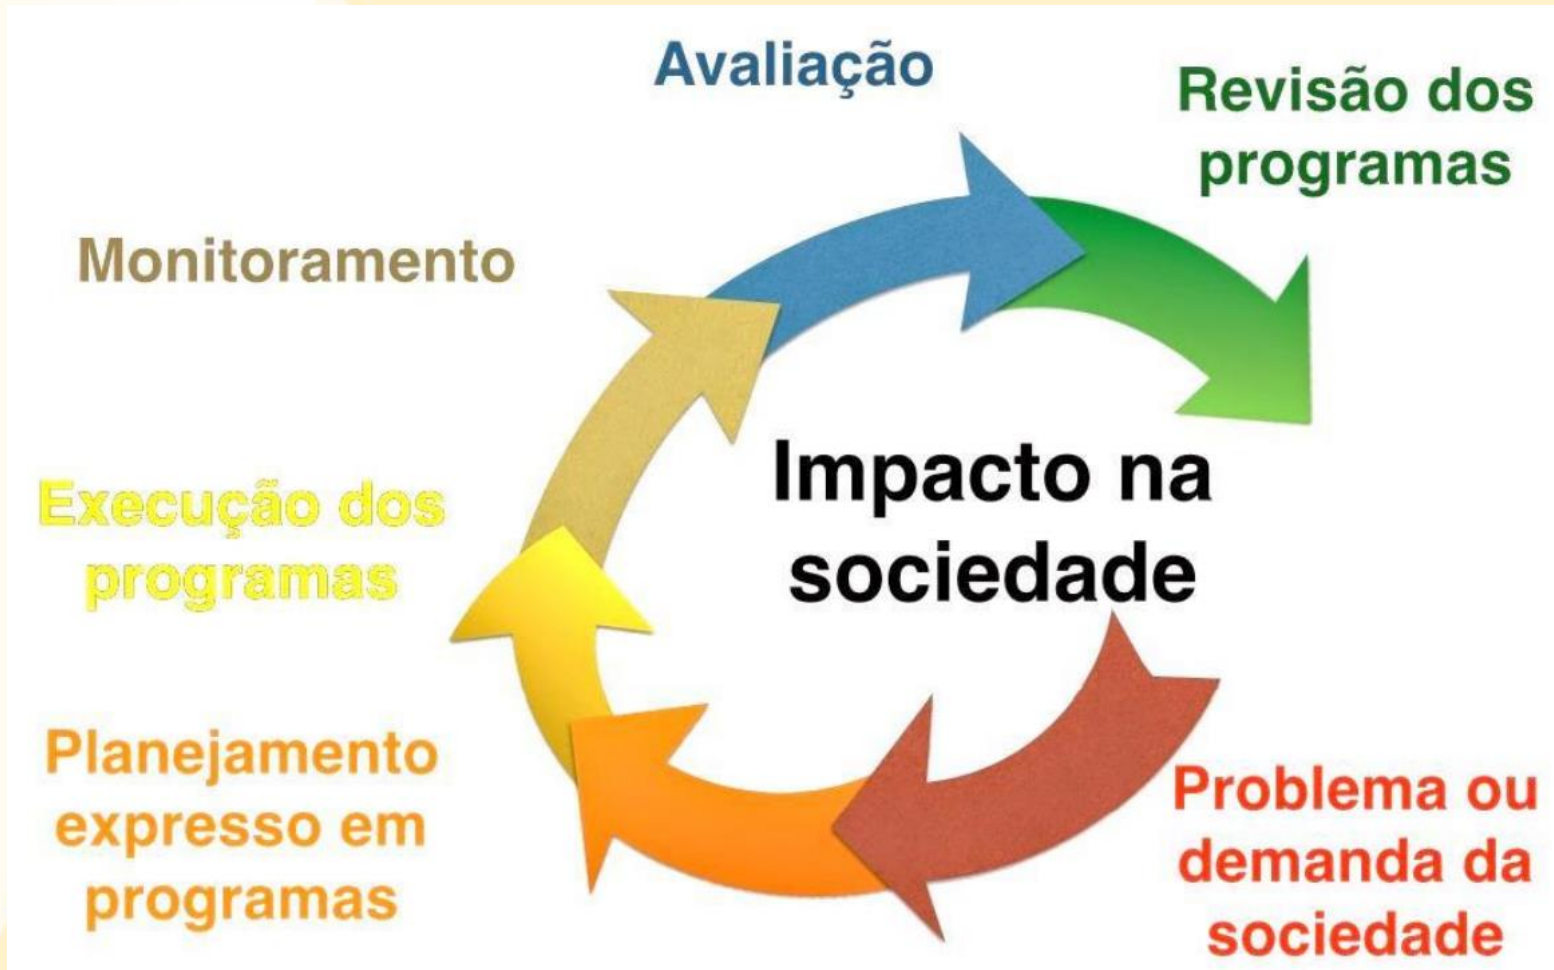 Avaliação
Revisão dos
programas
Monitoramento
Impacto na
sociedade
Execução dos
programas
Planejamento
expresso em
programas
Problema ou
demanda da
sociedade